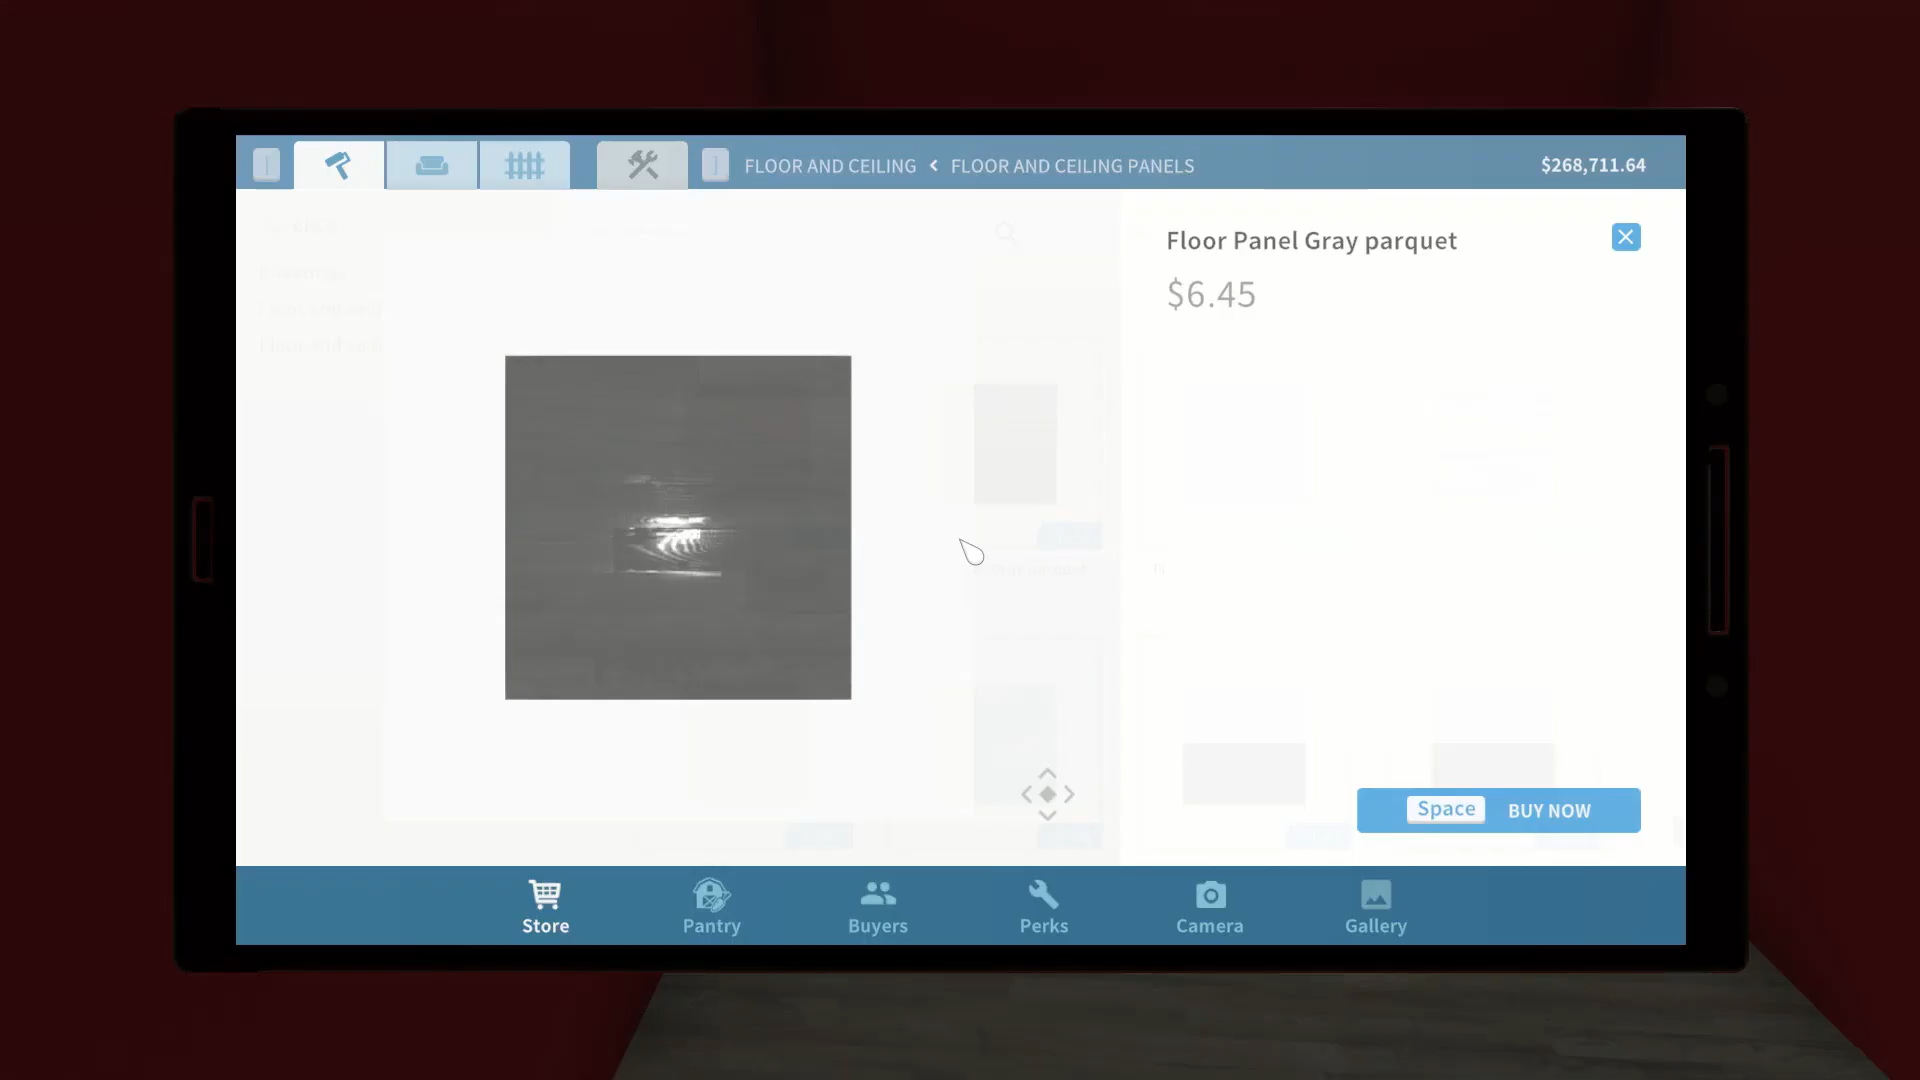 FLOOR AND CEILING < FLOOR AND CEILING PANELS
$268,711.64
Floor Panel Gray parquet
$6.45
Space BUY NOW
Store
Pantry
Buyers
Perks
Camera
Gallery